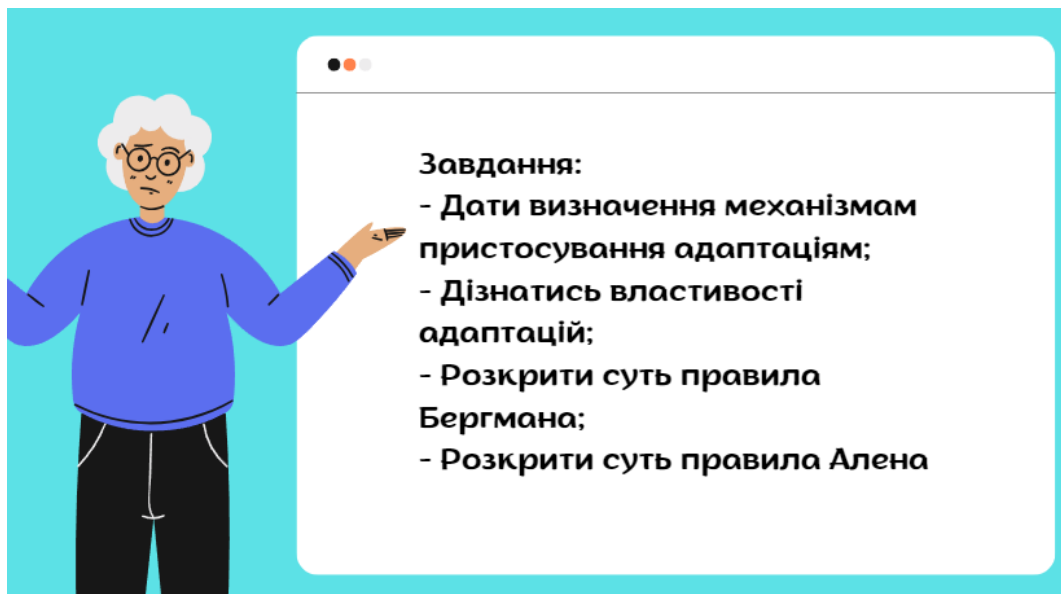 Завдання:
- Дати визначення механізмам
пристосування адаптаціям;
- Дізнатись властивості
адаптацій;
- Розкрити суть правила
Бергмана;
- Розкрити суть правила Алена